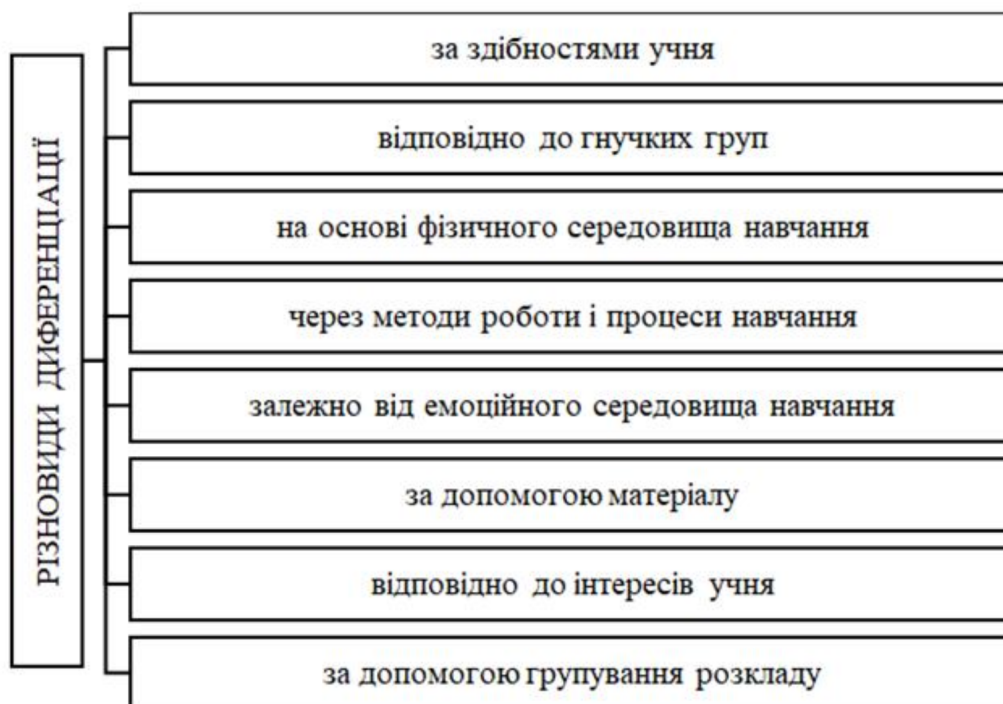 РІЗНОВИДИ ДИФЕРЕНЦІАЦІЇ
за здібностями учня
відповідно до гнучких груп
на основі фізичного середовища навчання
через методи роботи і процеси навчання
залежно від емоційного середовища навчання
за допомогою матеріалу
відповідно до інтересів учня
за допомогою групування розкладу